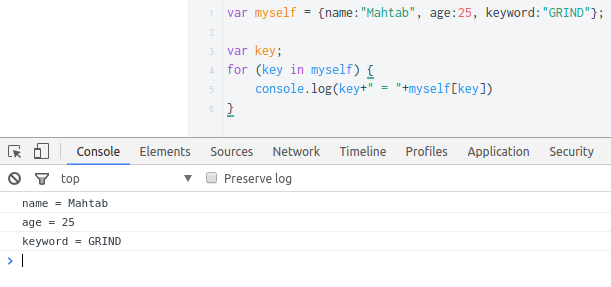 1 var myself = {name:"Mahtab", age:25, keyword:"GRIND"};
2
3 var key;
4 for (key in myself) {
5 console.log(key+" = "+myself[key])
6 }
Console Elements Sources Network Timeline Profiles Application Security
top Preserve log
name = Mahtab
age = 25
keyword = GRIND
>